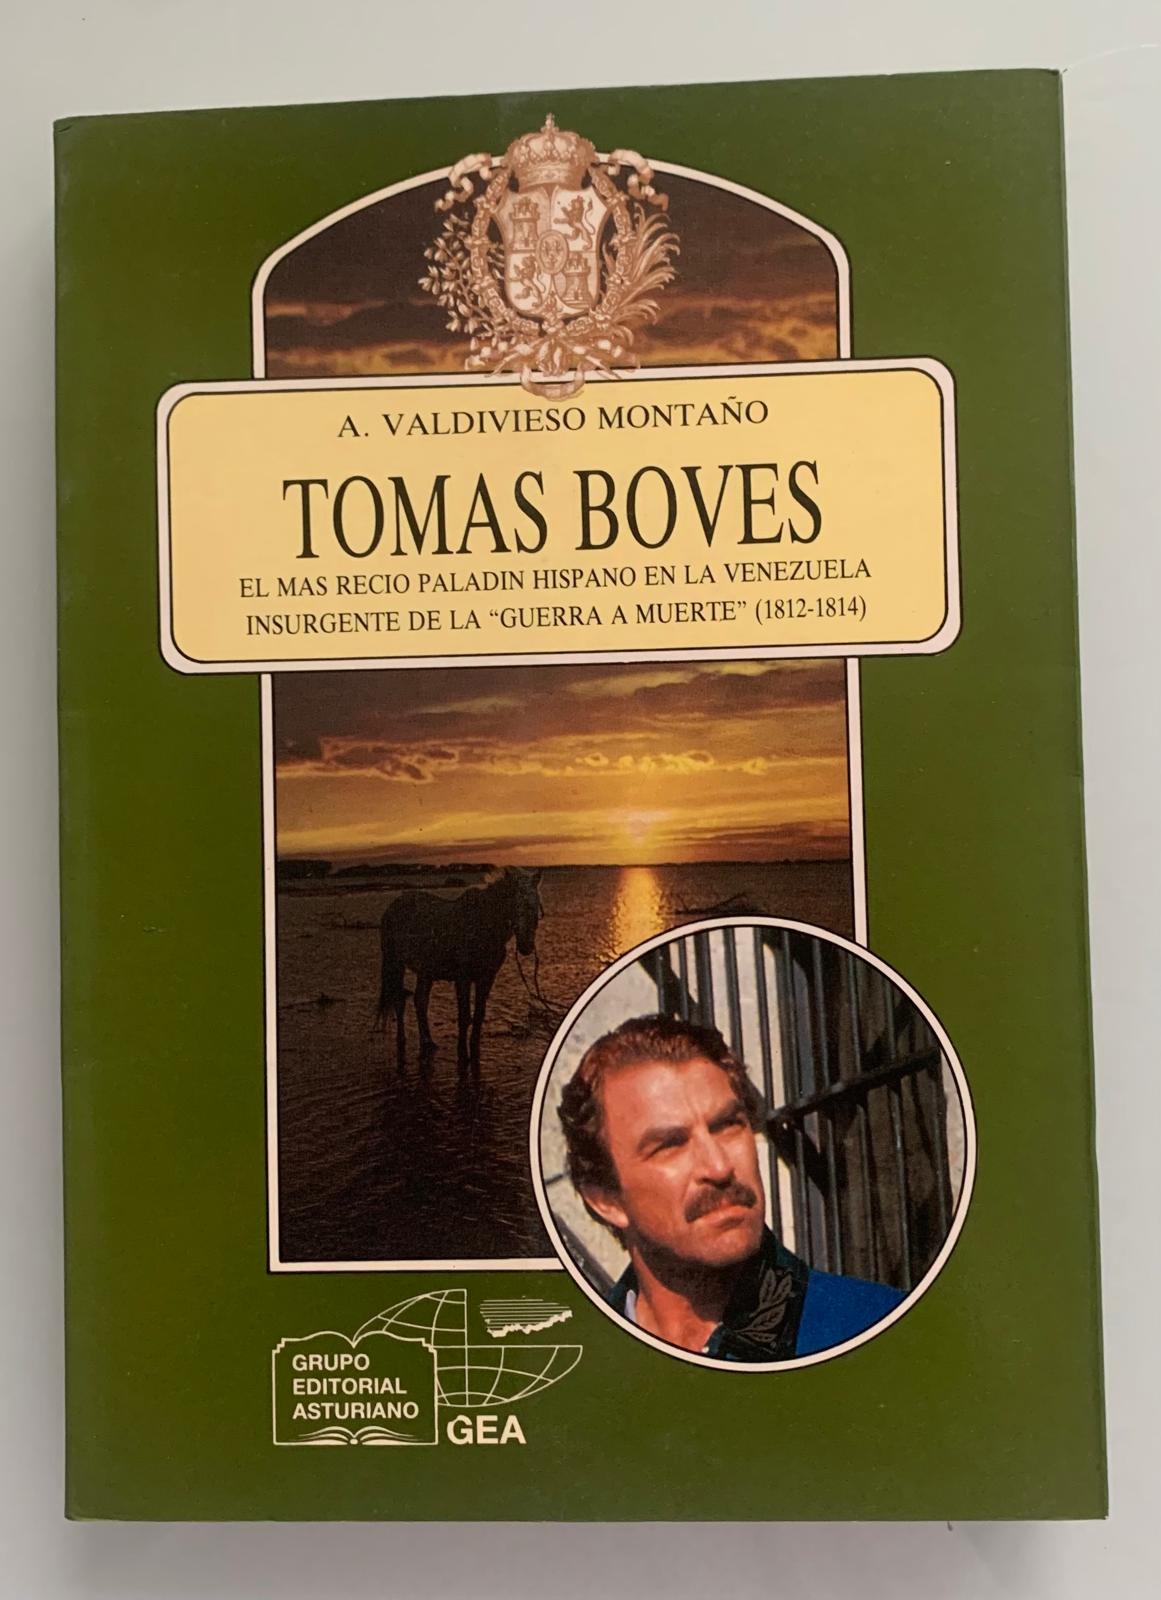 A. VALDIVIESO MONTAÑO
TOMAS BOVES
EL MAS RECIO PALADIN HISPANO EN LA VENEZUELA
INSURGENTE DE LA “GUERRA A MUERTE” (1812-1814)
GRUPO
EDITORIAL
ASTURIANO
GEA